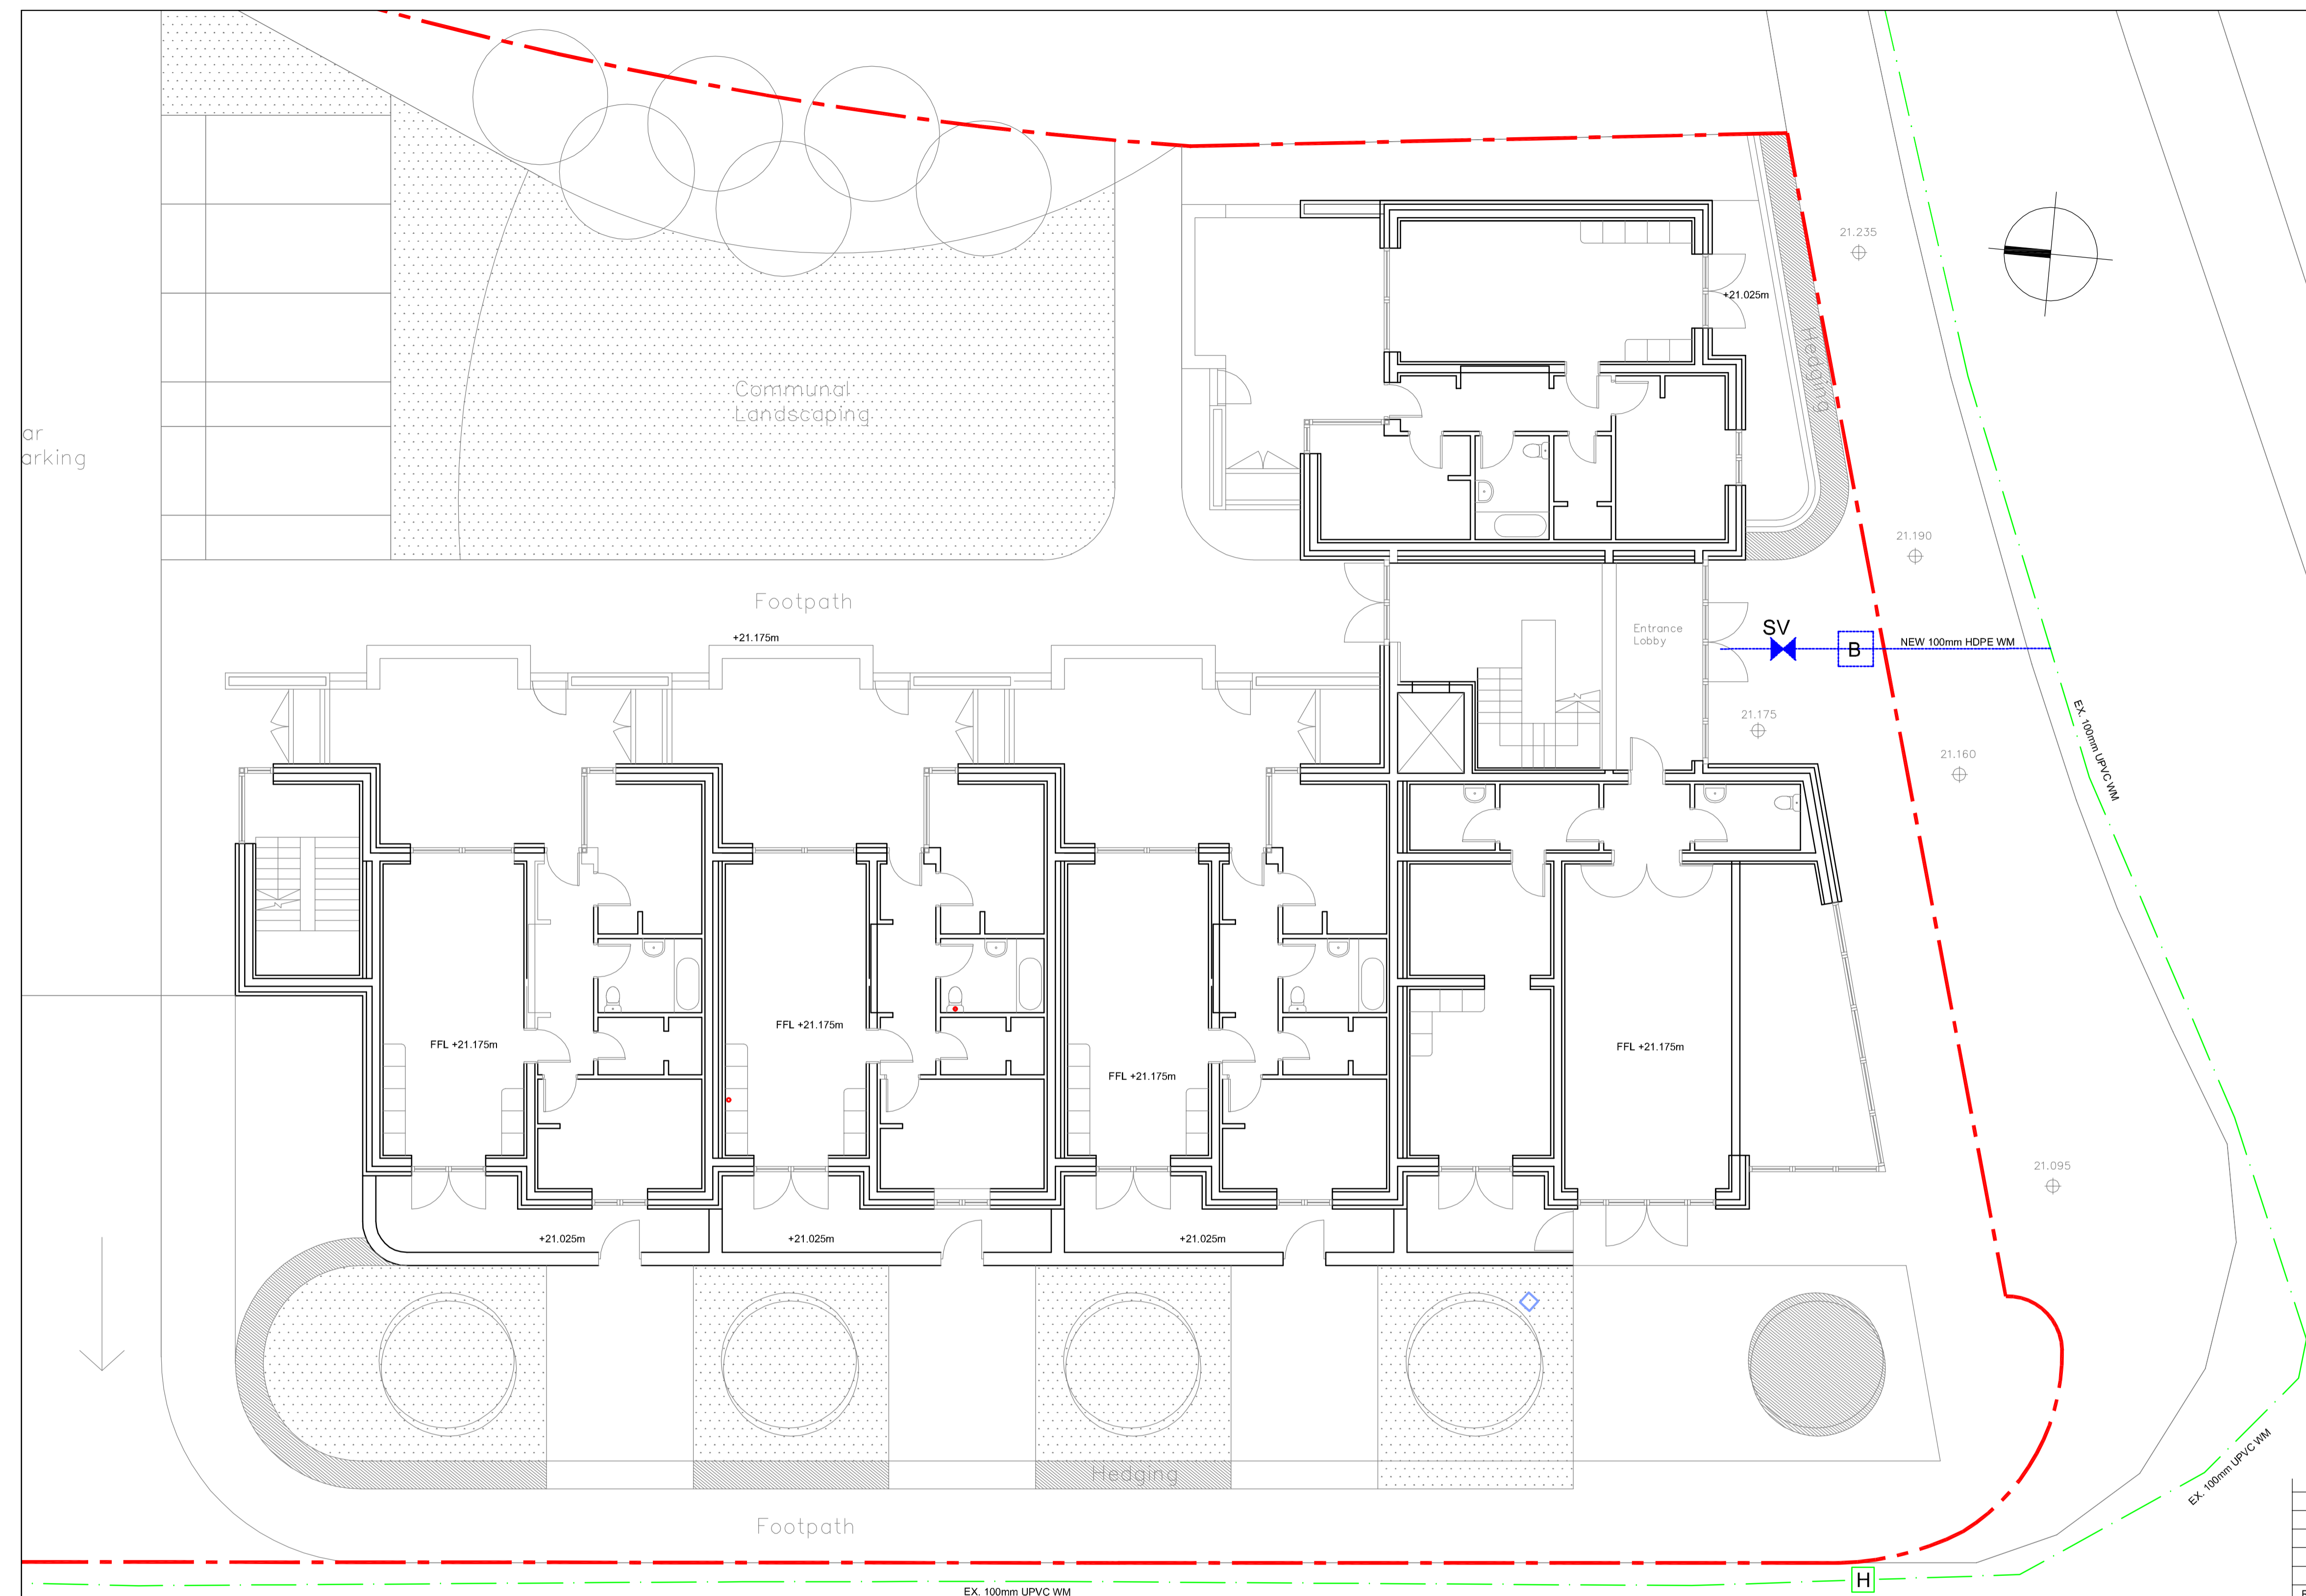 21.235
+21.025m
Hedging
Communal
Landscaping
ar
arking
21.190
Footpath
+21.175m
Entrance
Lobby
SV
B
NEW 100mm HDPE WM
21.175
21.160
EX. 100mm UPVC WM
FFL +21.175m
FFL +21.175m
FFL +21.175m
FFL +21.175m
21.095
+21.025m
+21.025m
+21.025m
Hedging
EX. 100mm UPVC WM
Footpath
H
EX. 100mm UPVC WM